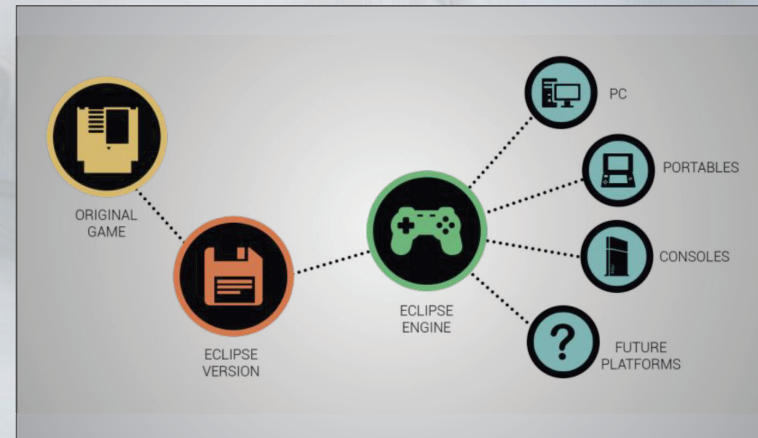 ORIGINAL
GAME
ECLIPSE
VERSION
ECLIPSE
ENGINE
PC
PORTABLES
CONSOLES
FUTURE
PLATFORMS
?